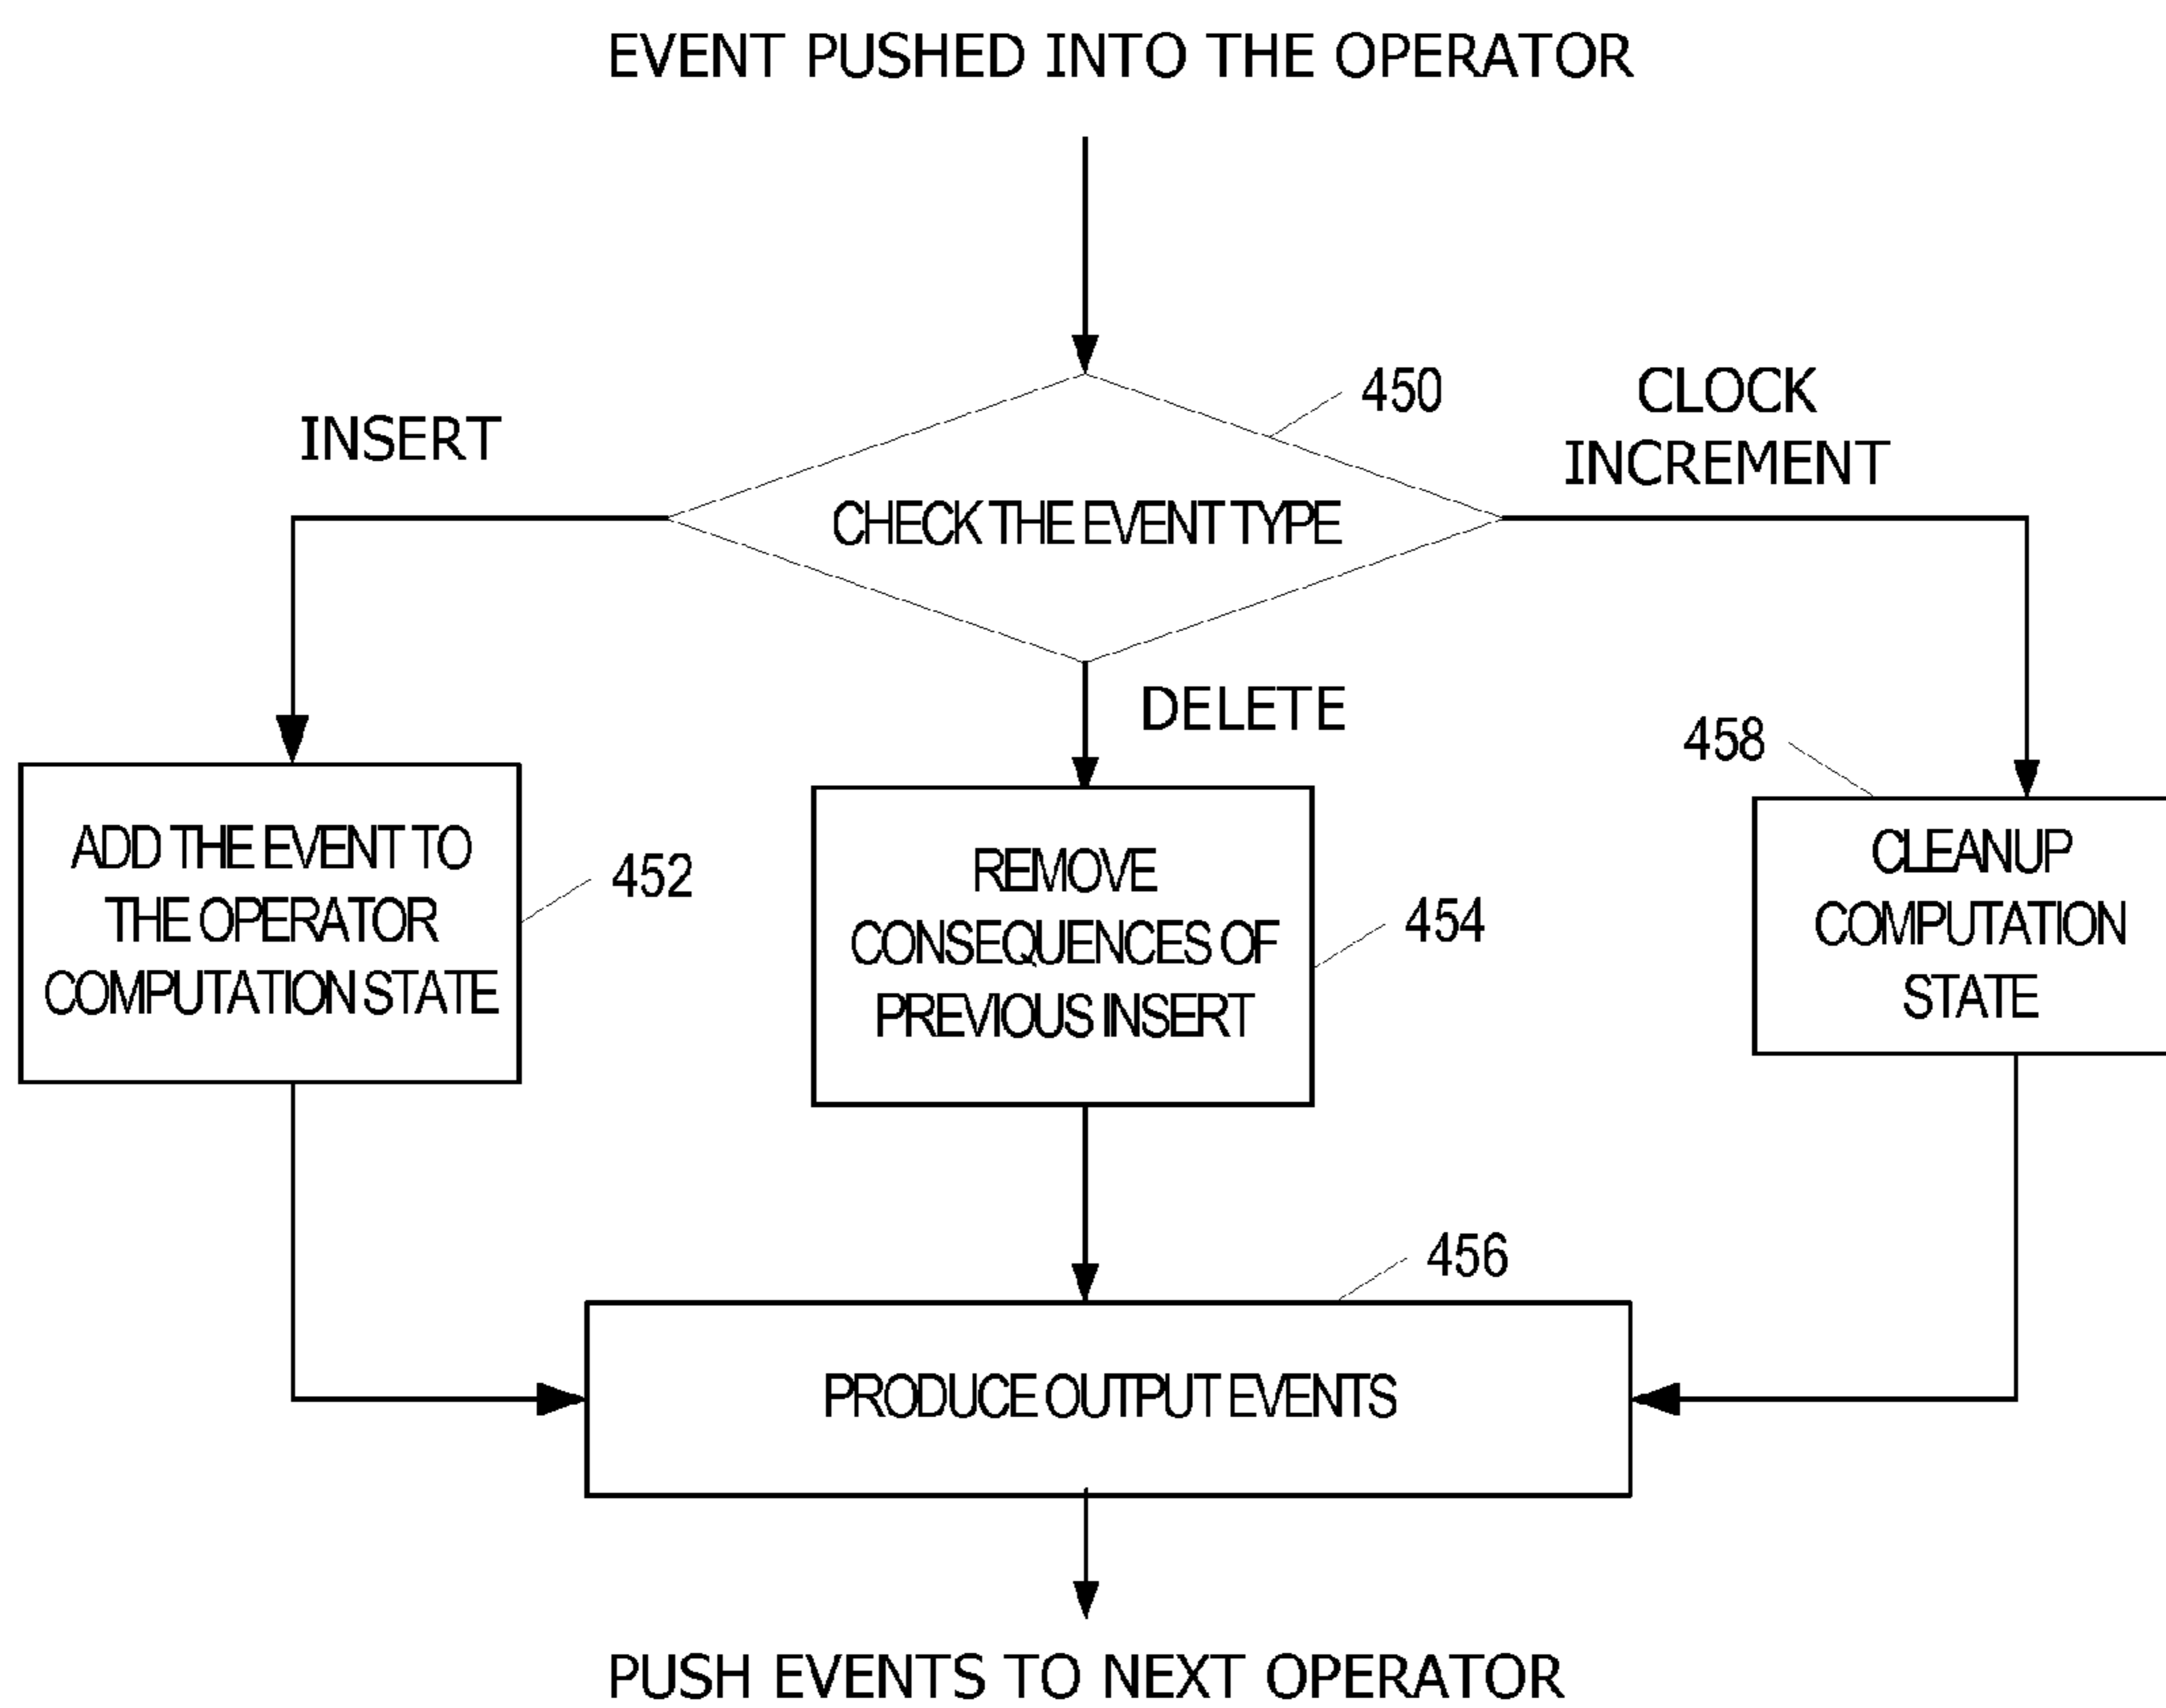 EVENT PUSHED INTO THE OPERATOR
450
CLOCK
INCREMENT
INSERT
CHECK THE EVENT TYPE
DELETE
458
ADD THE EVENT TO
THE OPERATOR
COMPUTATION STATE
452
REMOVE
CONSEQUENCES OF
PREVIOUS INSERT
454
CLEANUP
COMPUTATION
STATE
456
PRODUCE OUTPUT EVENTS
PUSH EVENTS TO NEXT OPERATOR